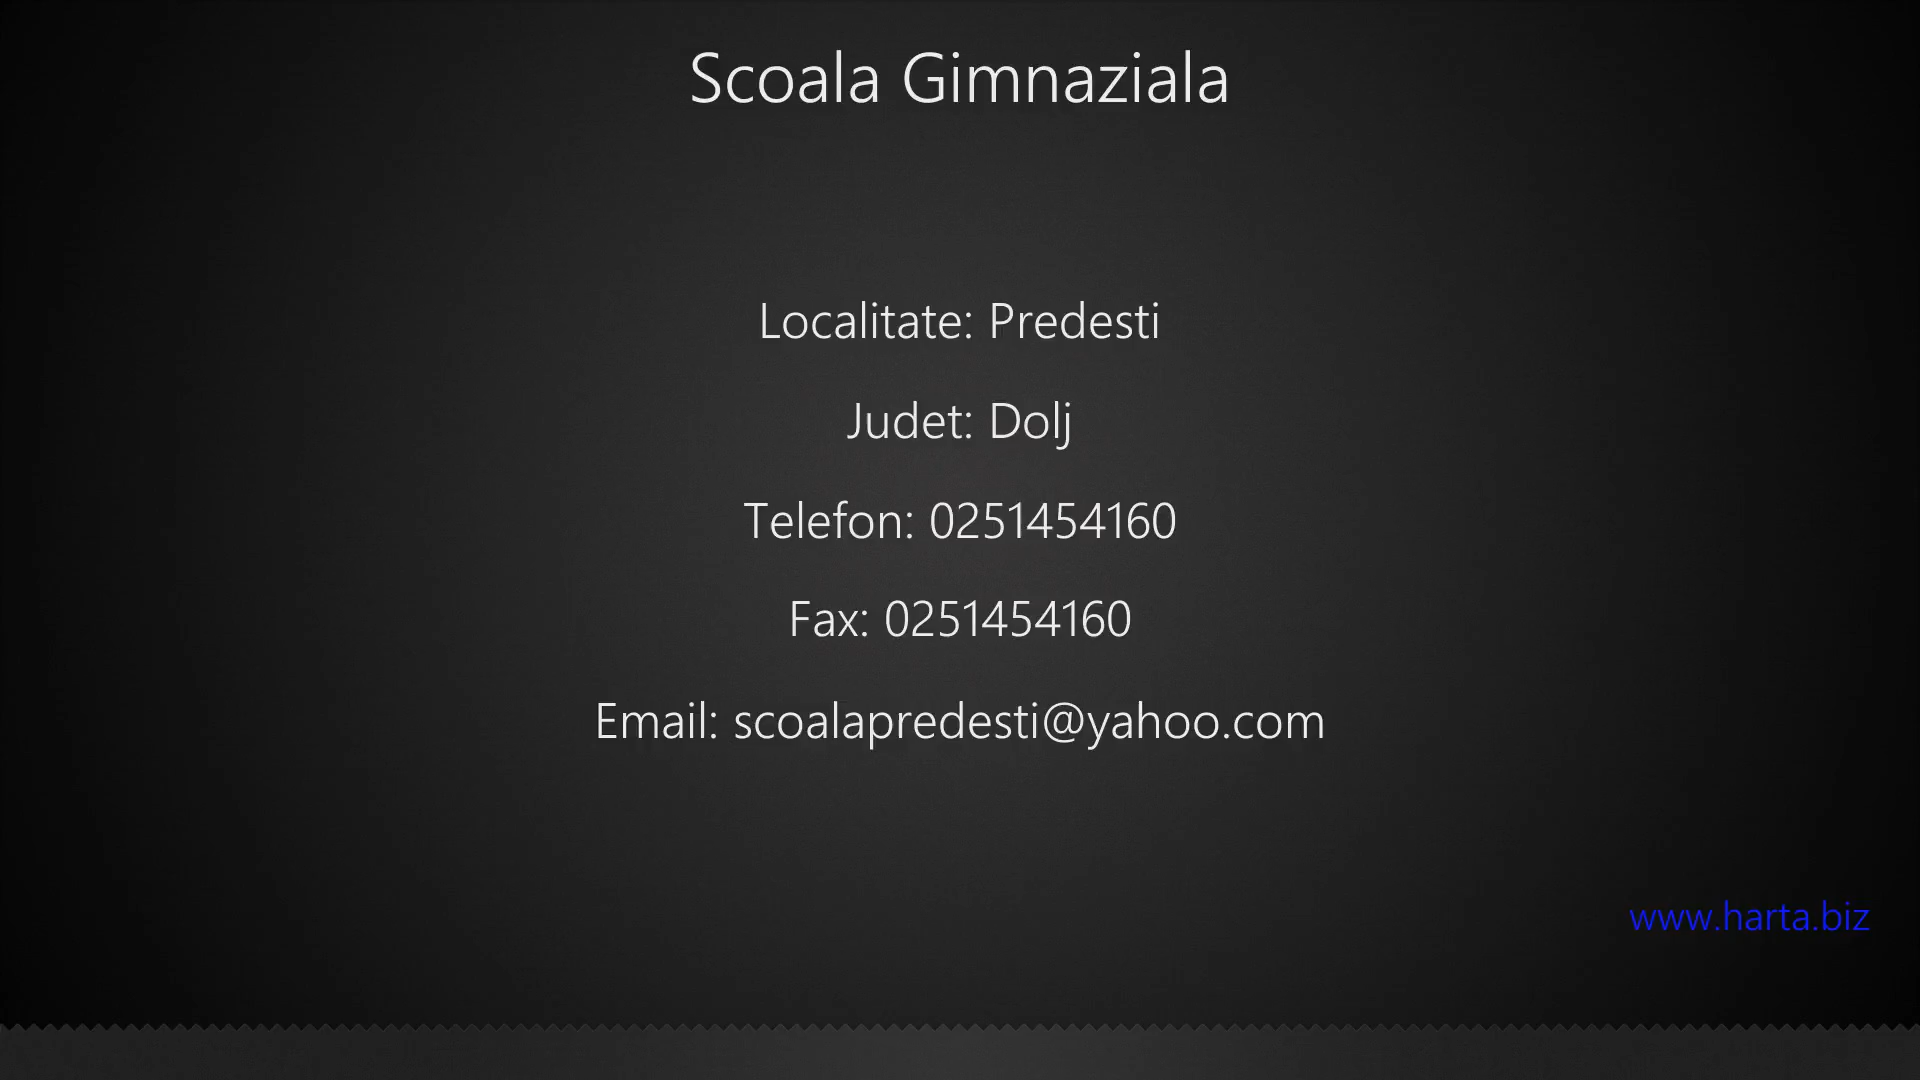 Scoala Gimnaziala
Localitate: Predesti
Judet: Dolj
Telefon: 0251454160
Fax: 0251454160
Email: scoalapredesti@yahoo.com
www.harta.biz